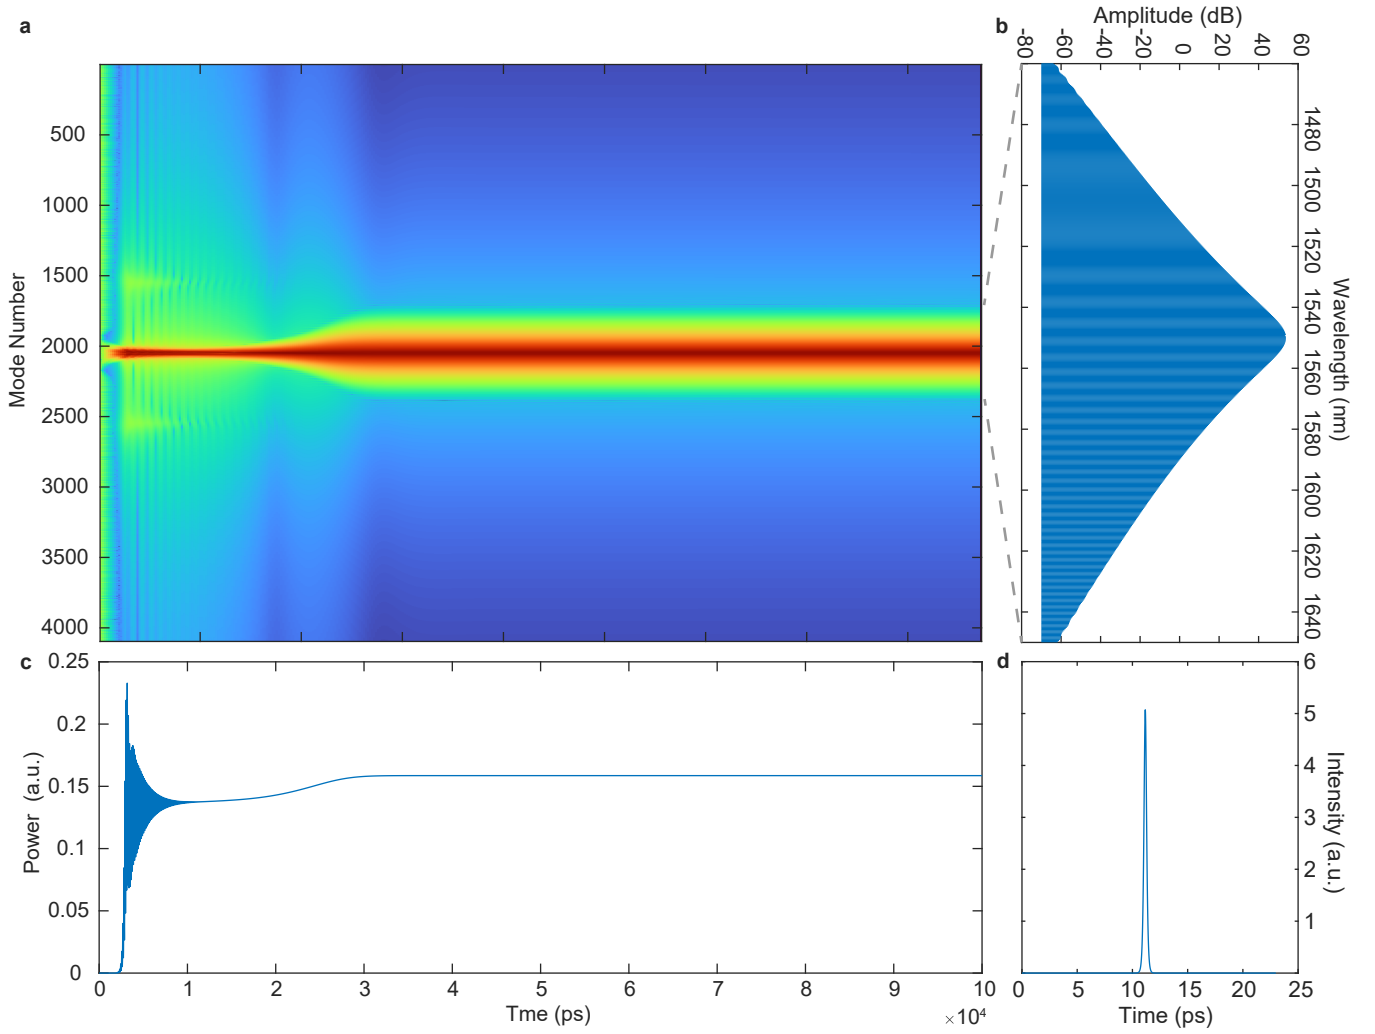 a
Mode Number
500
1000
1500
2000
2500
3000
3500
4000
b
Amplitude (dB)
-80
-60
-40
-20
0
20
40
60
1480
1500
1520
1540
1560
1580
1600
1620
1640
Wavelength (nm)
c
Power (a.u.)
0.25
0.2
0.15
0.1
0.05
0
0 1 2 3 4 5 6 7 8 9 10
Tme (ps)
×10⁴
d
6
5
4
3
2
1
Intensity (a.u.)
0 5 10 15 20 25
Time (ps)